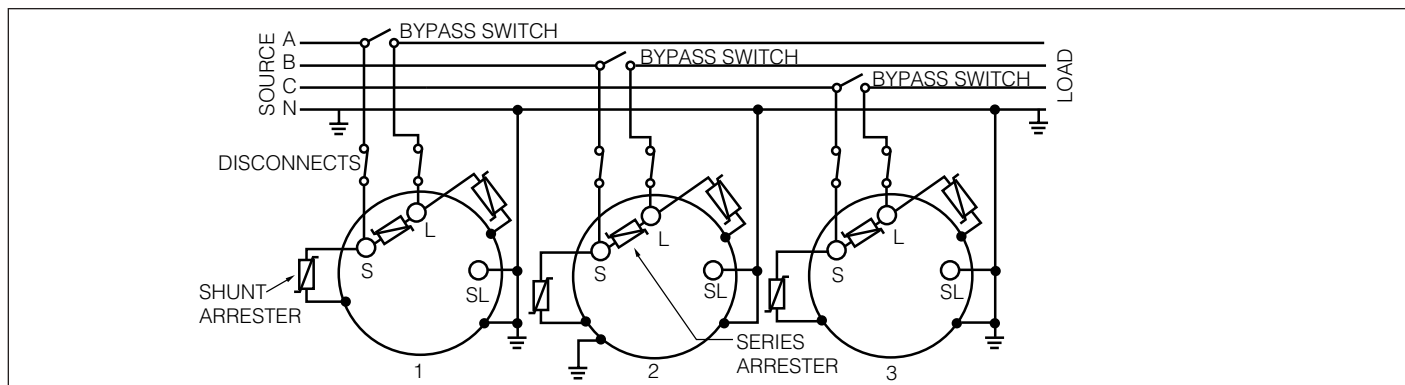 SOURCE
A
B
C
N
BYPASS SWITCH
BYPASS SWITCH
BYPASS SWITCH
LOAD
DISCONNECTS
L
S
SL
L
S
SL
L
S
SL
SHUNT
ARRESTER
SERIES
ARRESTER
1
2
3